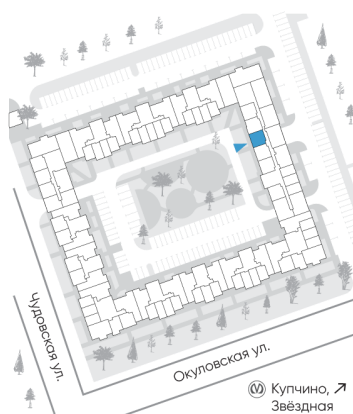 Чудовская ул.
Окуловская ул.
М Купчино, ↗
Звёздная